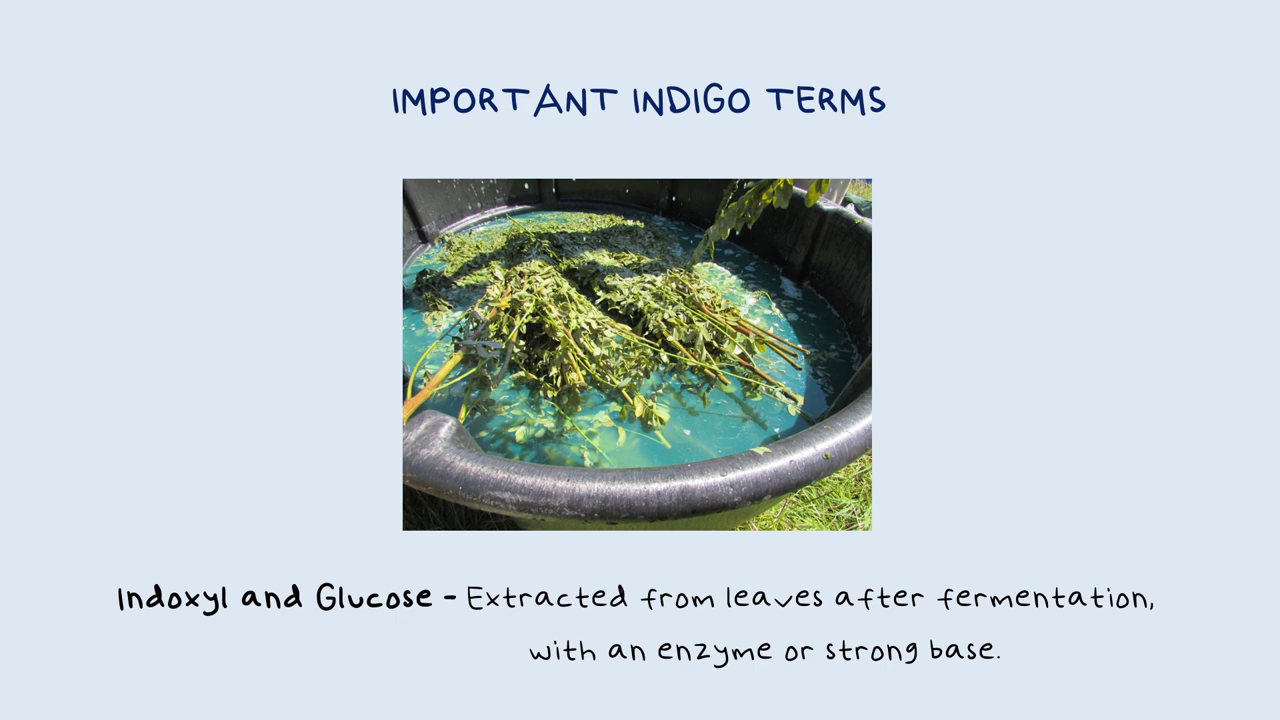 IMPORTANT INDIGO TERMS
Indoxyl and Glucose - Extracted from leaves after fermentation,
with an enzyme or strong base.